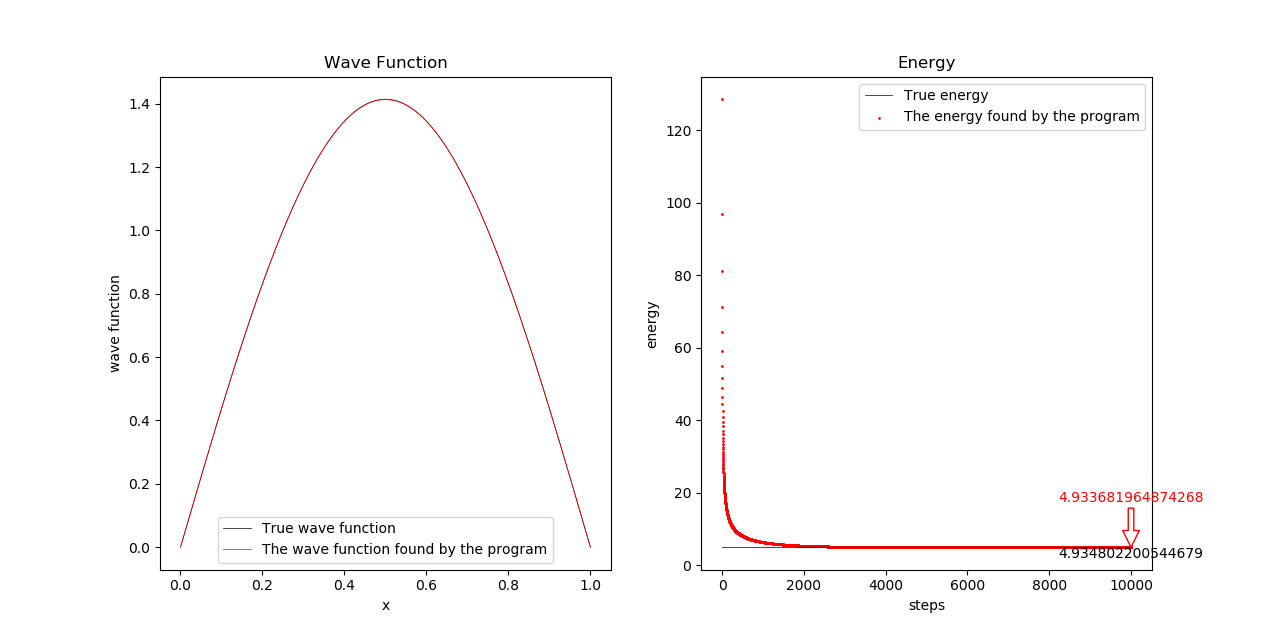 Wave Function
wave function
1.4
1.2
1.0
0.8
0.6
0.4
0.2
0.0
True wave function
The wave function found by the program
0.0 0.2 0.4 0.6 0.8 1.0
x
Energy
energy
True energy
The energy found by the program
120
100
80
60
40
20
0
4.933681964874268
4.934802200544679
0 2000 4000 6000 8000 10000
steps